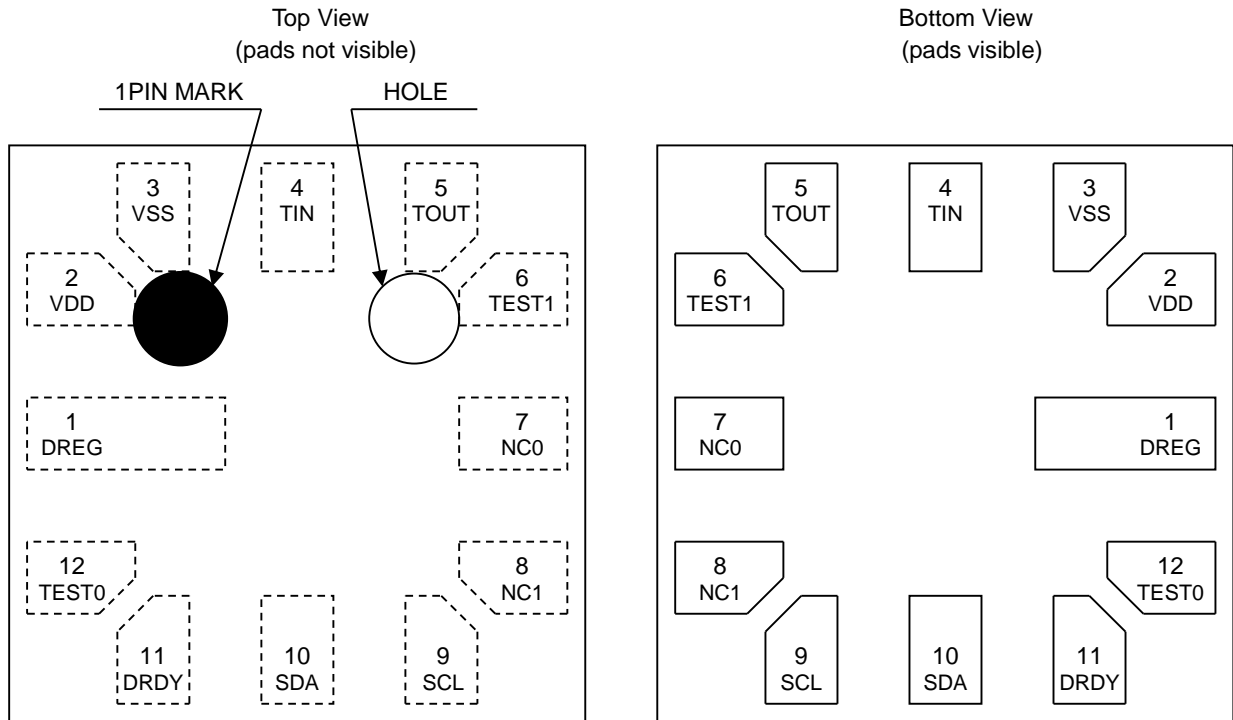 Top View
(pads not visible)
1PIN MARK
HOLE
3
VSS
4
TIN
5
TOUT
2
VDD
6
TEST1
1
DREG
7
NC0
12
TEST0
8
NC1
11
DRDY
10
SDA
9
SCL
Bottom View
(pads visible)
5
TOUT
4
TIN
3
VSS
6
TEST1
2
VDD
7
NC0
1
DREG
8
NC1
12
TEST0
9
SCL
10
SDA
11
DRDY